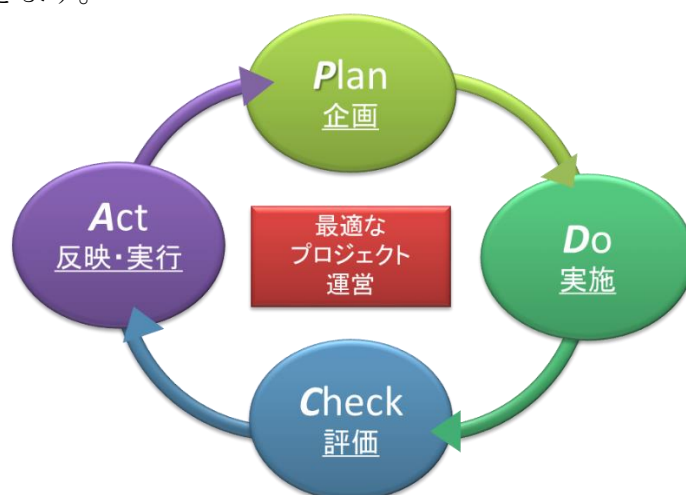 Plan
企画
Act
反映・実行
最適な
プロジェクト
運営
Do
実施
Check
評価